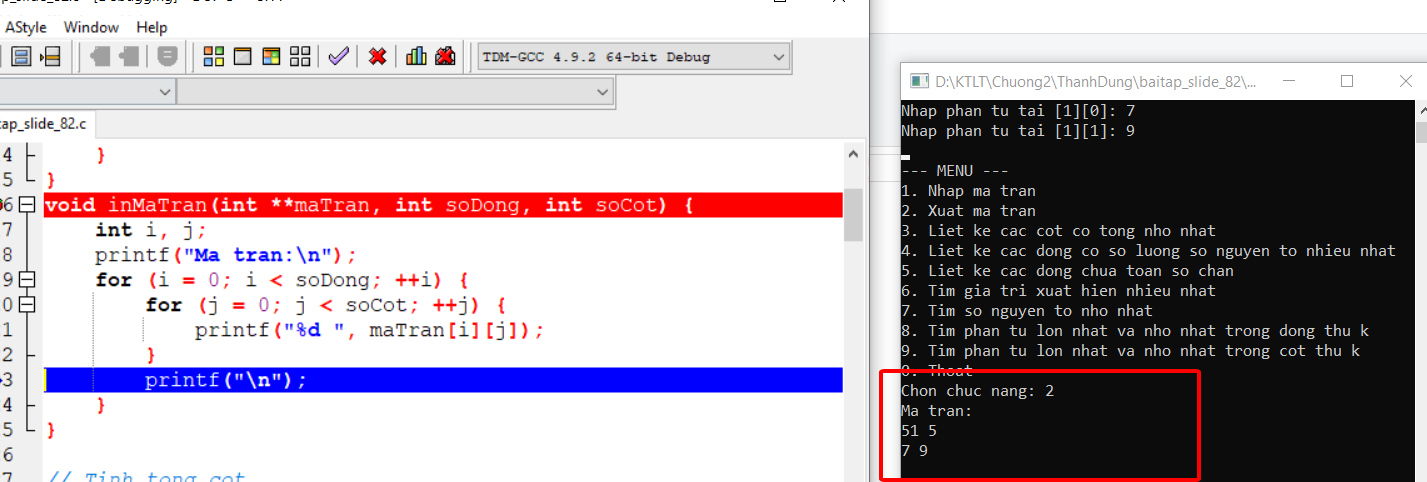 AStyle Window Help
TDM-GCC 4.9.2 64-bit Debug
tap_slide_82.c
4 }
5 }
6 void inMaTran(int **maTran, int soDong, int soCot) {
7 int i, j;
8 printf("Ma tran:\n");
9 for (i = 0; i < soDong; ++i) {
0 for (j = 0; j < soCot; ++j) {
1 printf("%d ", maTran[i][j]);
2 }
3 printf("\n");
4 }
5 }
6
7 // Tinh tong cot
D:\KTLT\Chuong2\ThanhDung\baitap_slide_82\...
Nhap phan tu tai [1][0]: 7
Nhap phan tu tai [1][1]: 9
--- MENU ---
1. Nhap ma tran
2. Xuat ma tran
3. Liet ke cac cot co tong nho nhat
4. Liet ke cac dong co so luong so nguyen to nhieu nhat
5. Liet ke cac dong chua toan so chan
6. Tim gia tri xuat hien nhieu nhat
7. Tim so nguyen to nho nhat
8. Tim phan tu lon nhat va nho nhat trong dong thu k
9. Tim phan tu lon nhat va nho nhat trong cot thu k
0. Thoat
Chon chuc nang: 2
Ma tran:
51 5
7 9